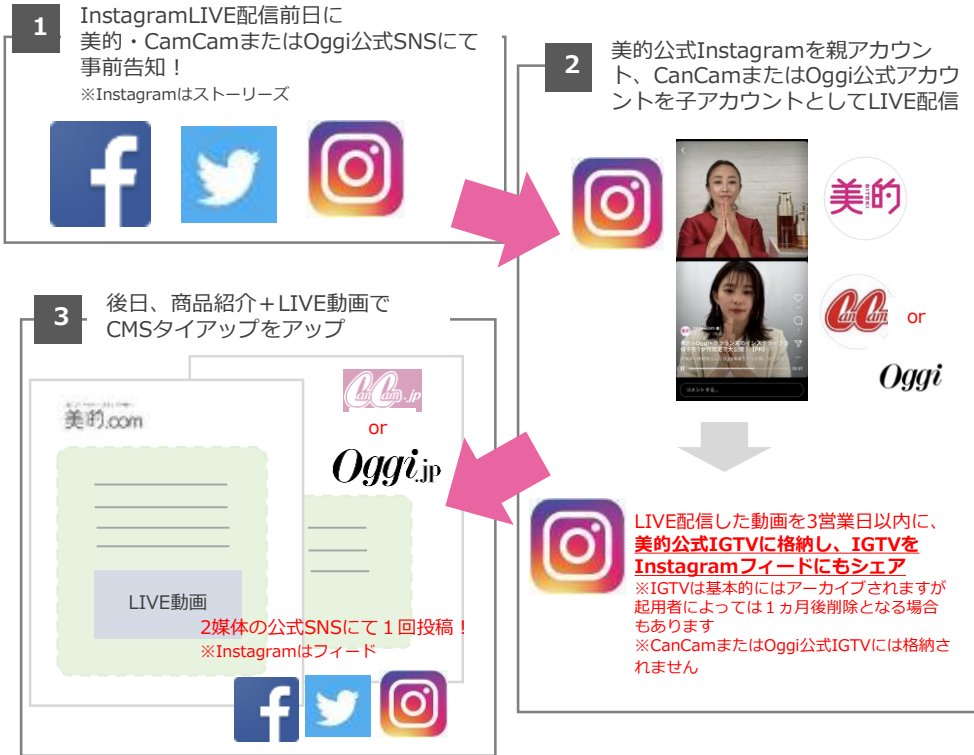 1
InstagramLIVE配信前日に
美的・CamCamまたはOggi公式SNSにて
事前告知！
※Instagramはストーリーズ
2
美的公式Instagramを親アカウン
ト、CanCamまたはOggi公式アカウ
ントを子アカウントとしてLIVE配信
美的
CanCam
or
Oggi
コメントする...
LIVE配信した動画を3営業日以内に、
美的公式IGTVに格納し、IGTVを
Instagramフィードにもシェア
※IGTVは基本的にはアーカイブされますが
起用者によっては１ヵ月後削除となる場合
もあります
※CanCamまたはOggi公式IGTVには格納さ
れません
3
後日、商品紹介＋LIVE動画で
CMSタイアップをアップ
美的.com
CanCam.jp
or
Oggi.jp
LIVE動画
2媒体の公式SNSにて１回投稿！
※Instagramはフィード